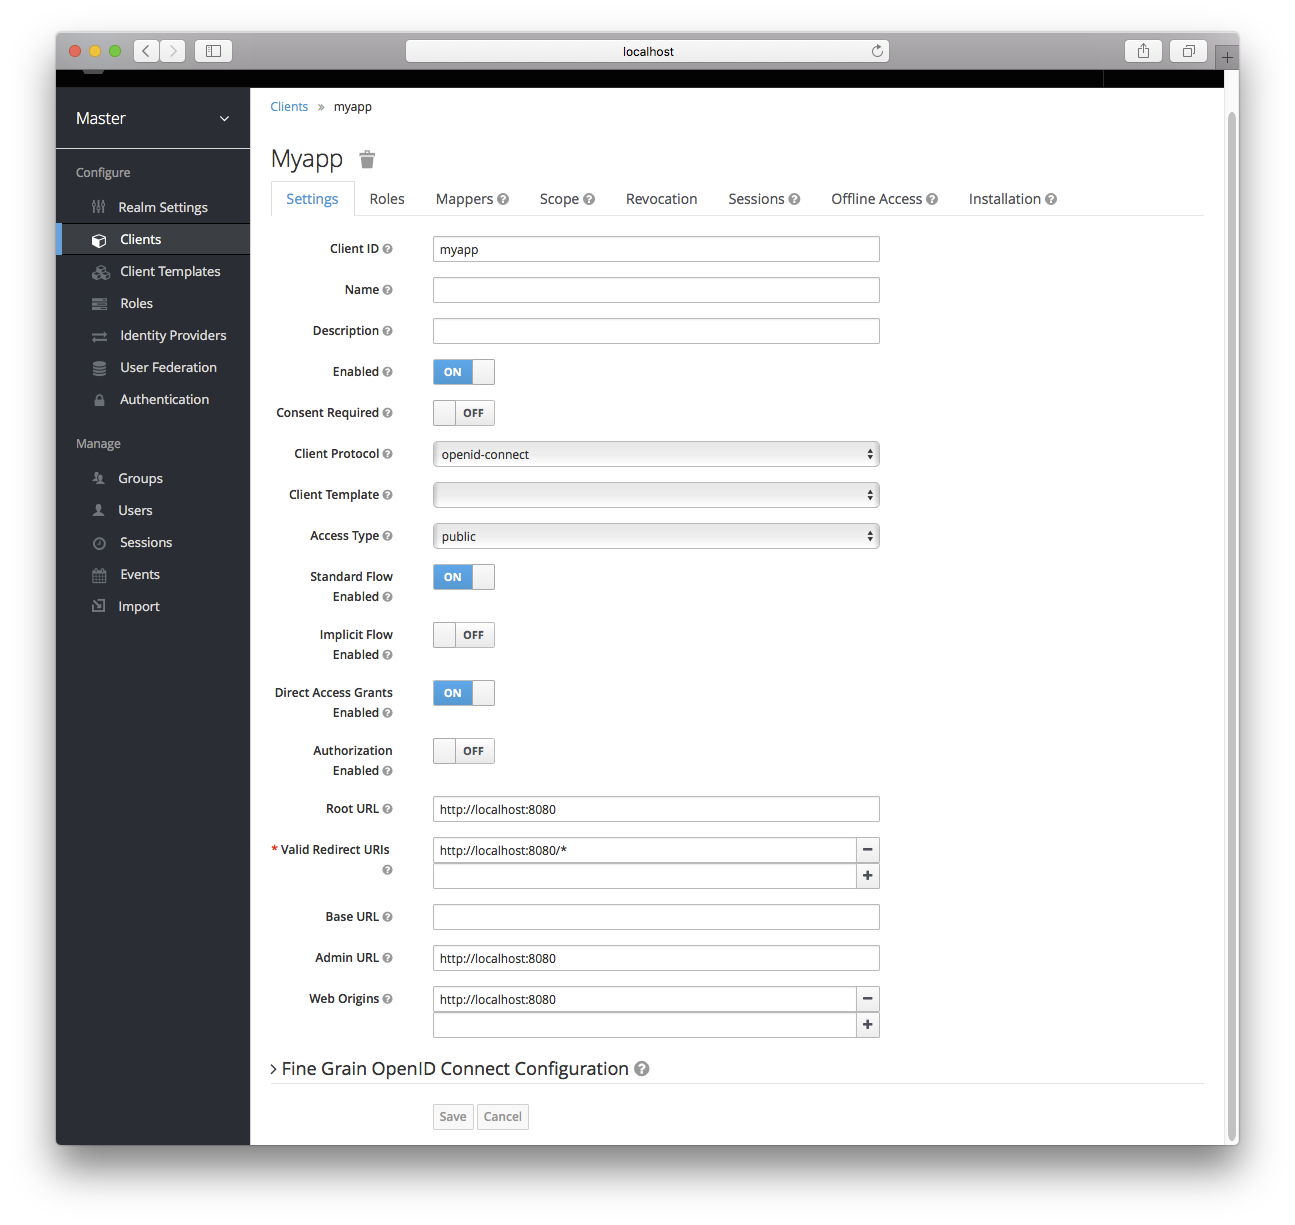 localhost
Master
Clients » myapp
Myapp
Configure
Realm Settings
Clients
Client Templates
Roles
Identity Providers
User Federation
Authentication
Manage
Groups
Users
Sessions
Events
Import
Settings Roles Mappers Scope Revocation Sessions Offline Access Installation
Client ID myapp
Name
Description
Enabled ON
Consent Required OFF
Client Protocol openid-connect
Client Template
Access Type public
Standard Flow
Enabled ON
Implicit Flow
Enabled OFF
Direct Access Grants
Enabled ON
Authorization
Enabled OFF
Root URL http://localhost:8080
* Valid Redirect URIs http://localhost:8080/*
Base URL
Admin URL http://localhost:8080
Web Origins http://localhost:8080
Fine Grain OpenID Connect Configuration
Save Cancel